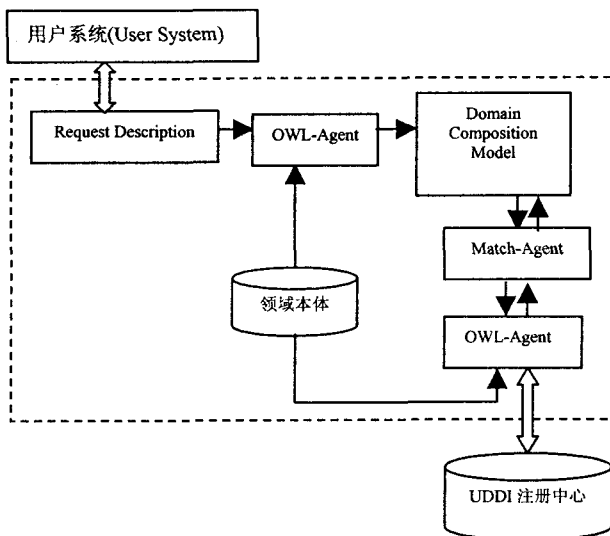 用户系统(User System)
Request Description
OWL-Agent
Domain
Composition
Model
Match-Agent
领域本体
OWL-Agent
UDDI 注册中心